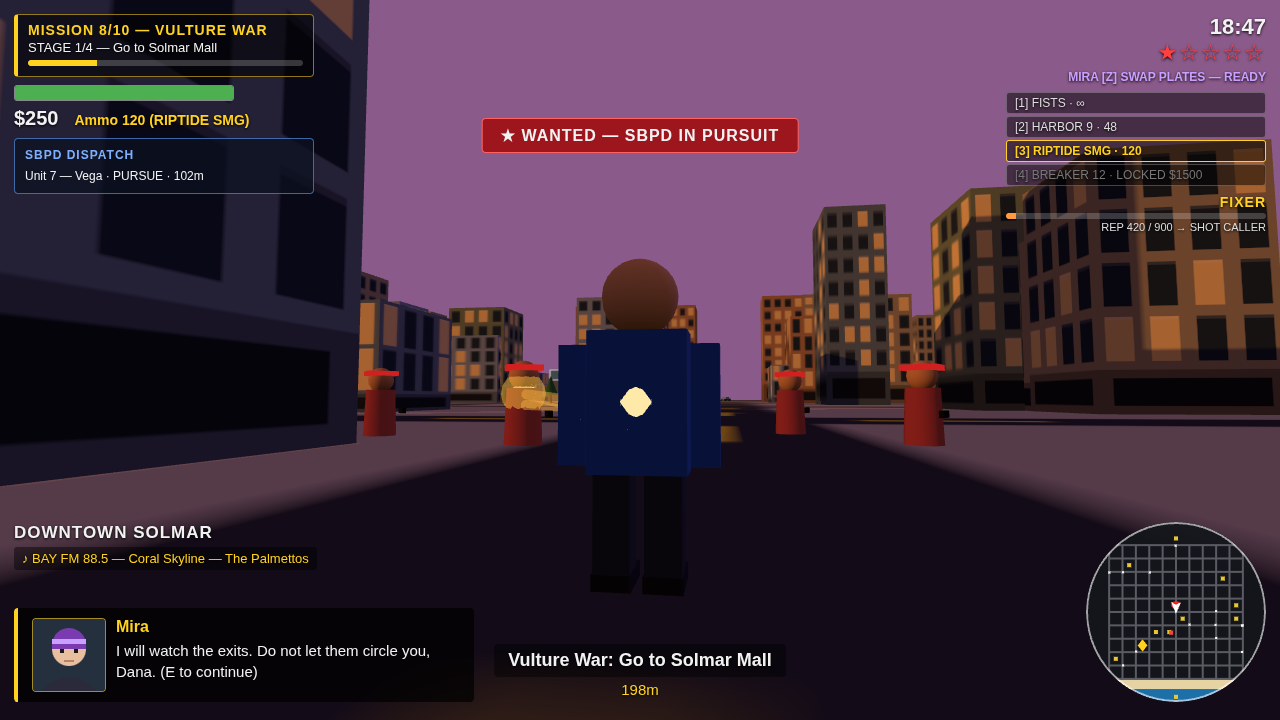 MISSION 8/10 — VULTURE WAR
STAGE 1/4 — Go to Solmar Mall
$250 Ammo 120 (RIPTIDE SMG)
SBPD DISPATCH
Unit 7 — Vega · PURSUE · 102m
★ WANTED — SBPD IN PURSUIT
18:47
★☆☆☆☆
MIRA [Z] SWAP PLATES — READY
[1] FISTS · ∞
[2] HARBOR 9 · 48
[3] RIPTIDE SMG · 120
[4] BREAKER 12 · LOCKED $1500
FIXER
REP 420 / 900 → SHOT CALLER
DOWNTOWN SOLMAR
♪ BAY FM 88.5 — Coral Skyline — The Palmettos
Mira
I will watch the exits. Do not let them circle you,
Dana. (E to continue)
Vulture War: Go to Solmar Mall
198m